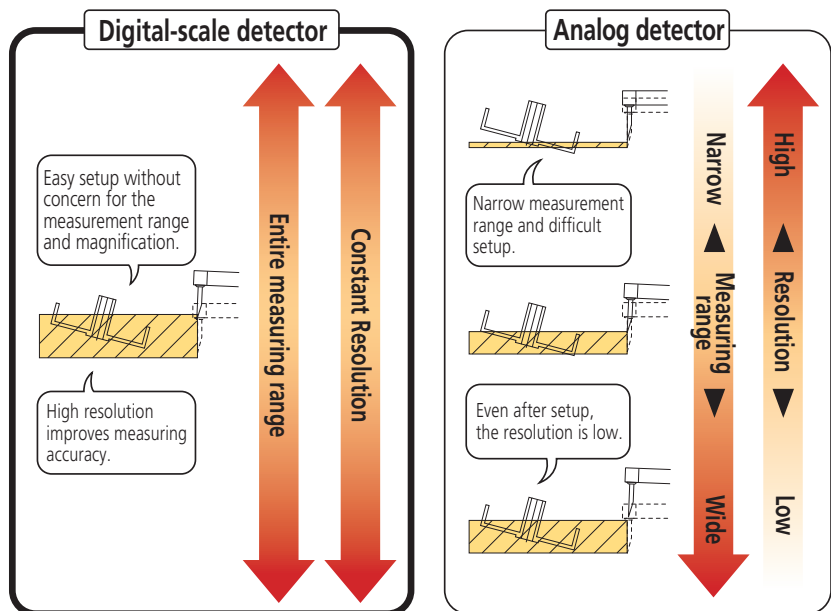 Digital-scale detector
Easy setup without
concern for the
measurement range
and magnification.
High resolution
improves measuring
accuracy.
Entire measuring range
Constant Resolution
Analog detector
Narrow measurement
range and difficult
setup.
Even after setup,
the resolution is low.
Narrow
Measuring
range
Wide
High
Resolution
Low